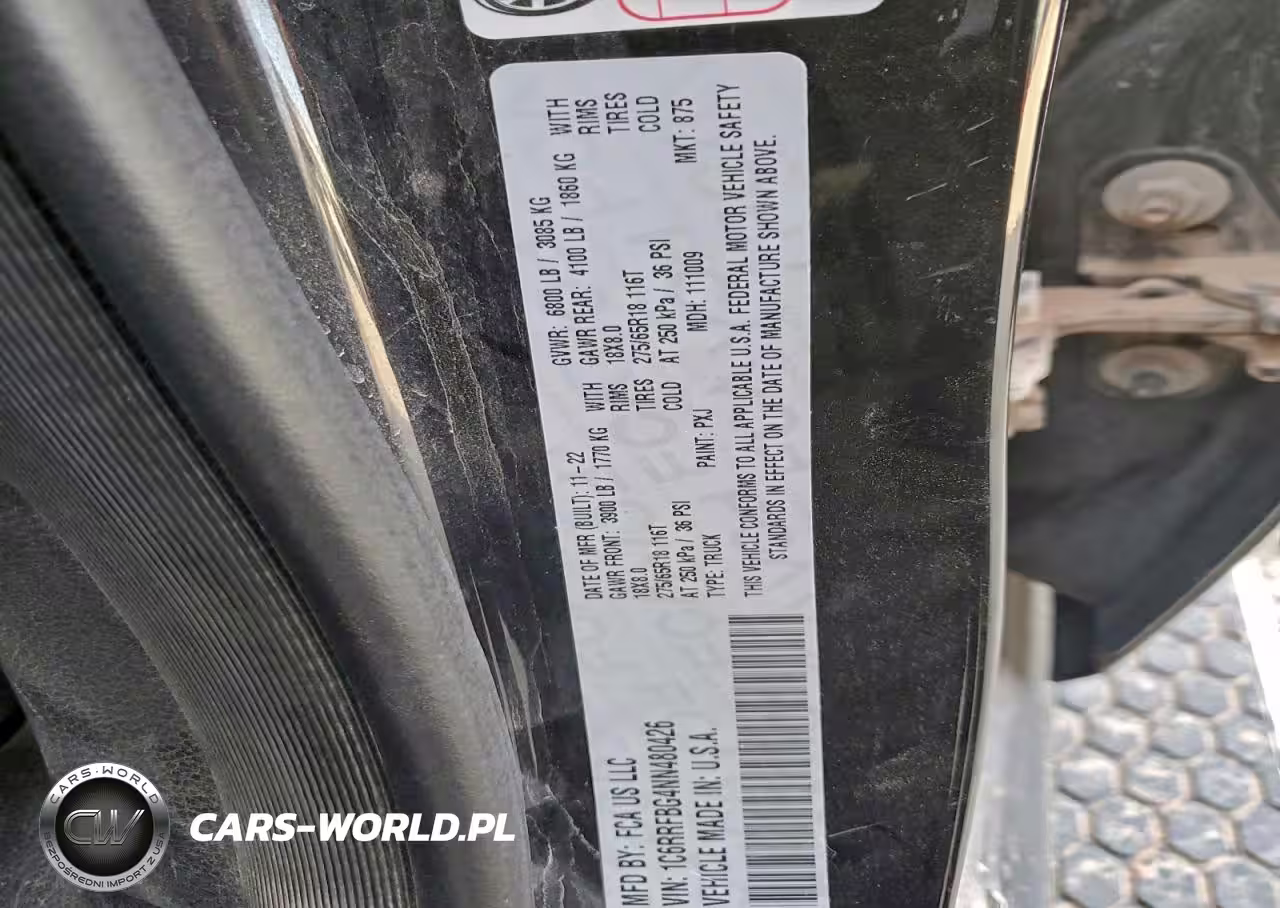 MFD BY: FCA US LLC
DATE OF MFR (BUILT): 11-22
GVWR: 6800 LB / 3085 KG
GAWR FRONT: 3900 LB / 1770 KG WITH
GAWR REAR: 4100 LB / 1860 KG WITH
18X8.0 RIMS
18X8.0 RIMS
275/65R18 116T TIRES
275/65R18 116T TIRES
AT 250 kPa / 36 PSI COLD
AT 250 kPa / 36 PSI COLD
VIN: 1C6RRFBG4NN480426
TYPE: TRUCK
PAINT: PXJ
MDH: 111009
MKT: 875
VEHICLE MADE IN: U.S.A.
THIS VEHICLE CONFORMS TO ALL APPLICABLE U.S.A. FEDERAL MOTOR VEHICLE SAFETY
STANDARDS IN EFFECT ON THE DATE OF MANUFACTURE SHOWN ABOVE.
CARS-WORLD
CW
BEZPOŚREDNI IMPORT Z USA
CARS-WORLD.PL